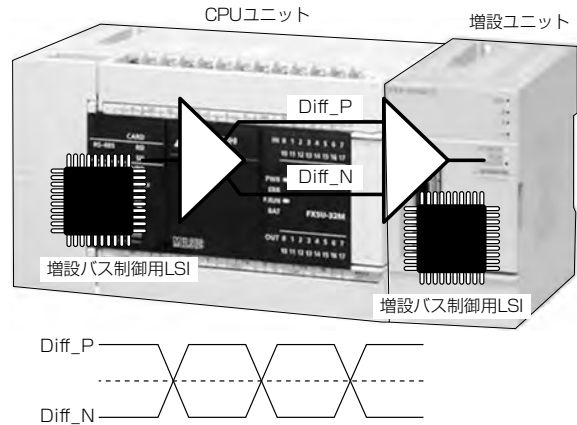 CPUユニット
増設ユニット
Diff_P
CARD
RS-485
RD
IN 0 1 2 3 4 5 6 7
10 11 12 13 14 15 16 17
Diff_N
PWR
ERR
P.RUN
BAT
FX5U-32M
OUT 0 1 2 3 4 5 6 7
10 11 12 13 14 15 16 17
増設バス制御用LSI
増設バス制御用LSI
Diff_P
Diff_N